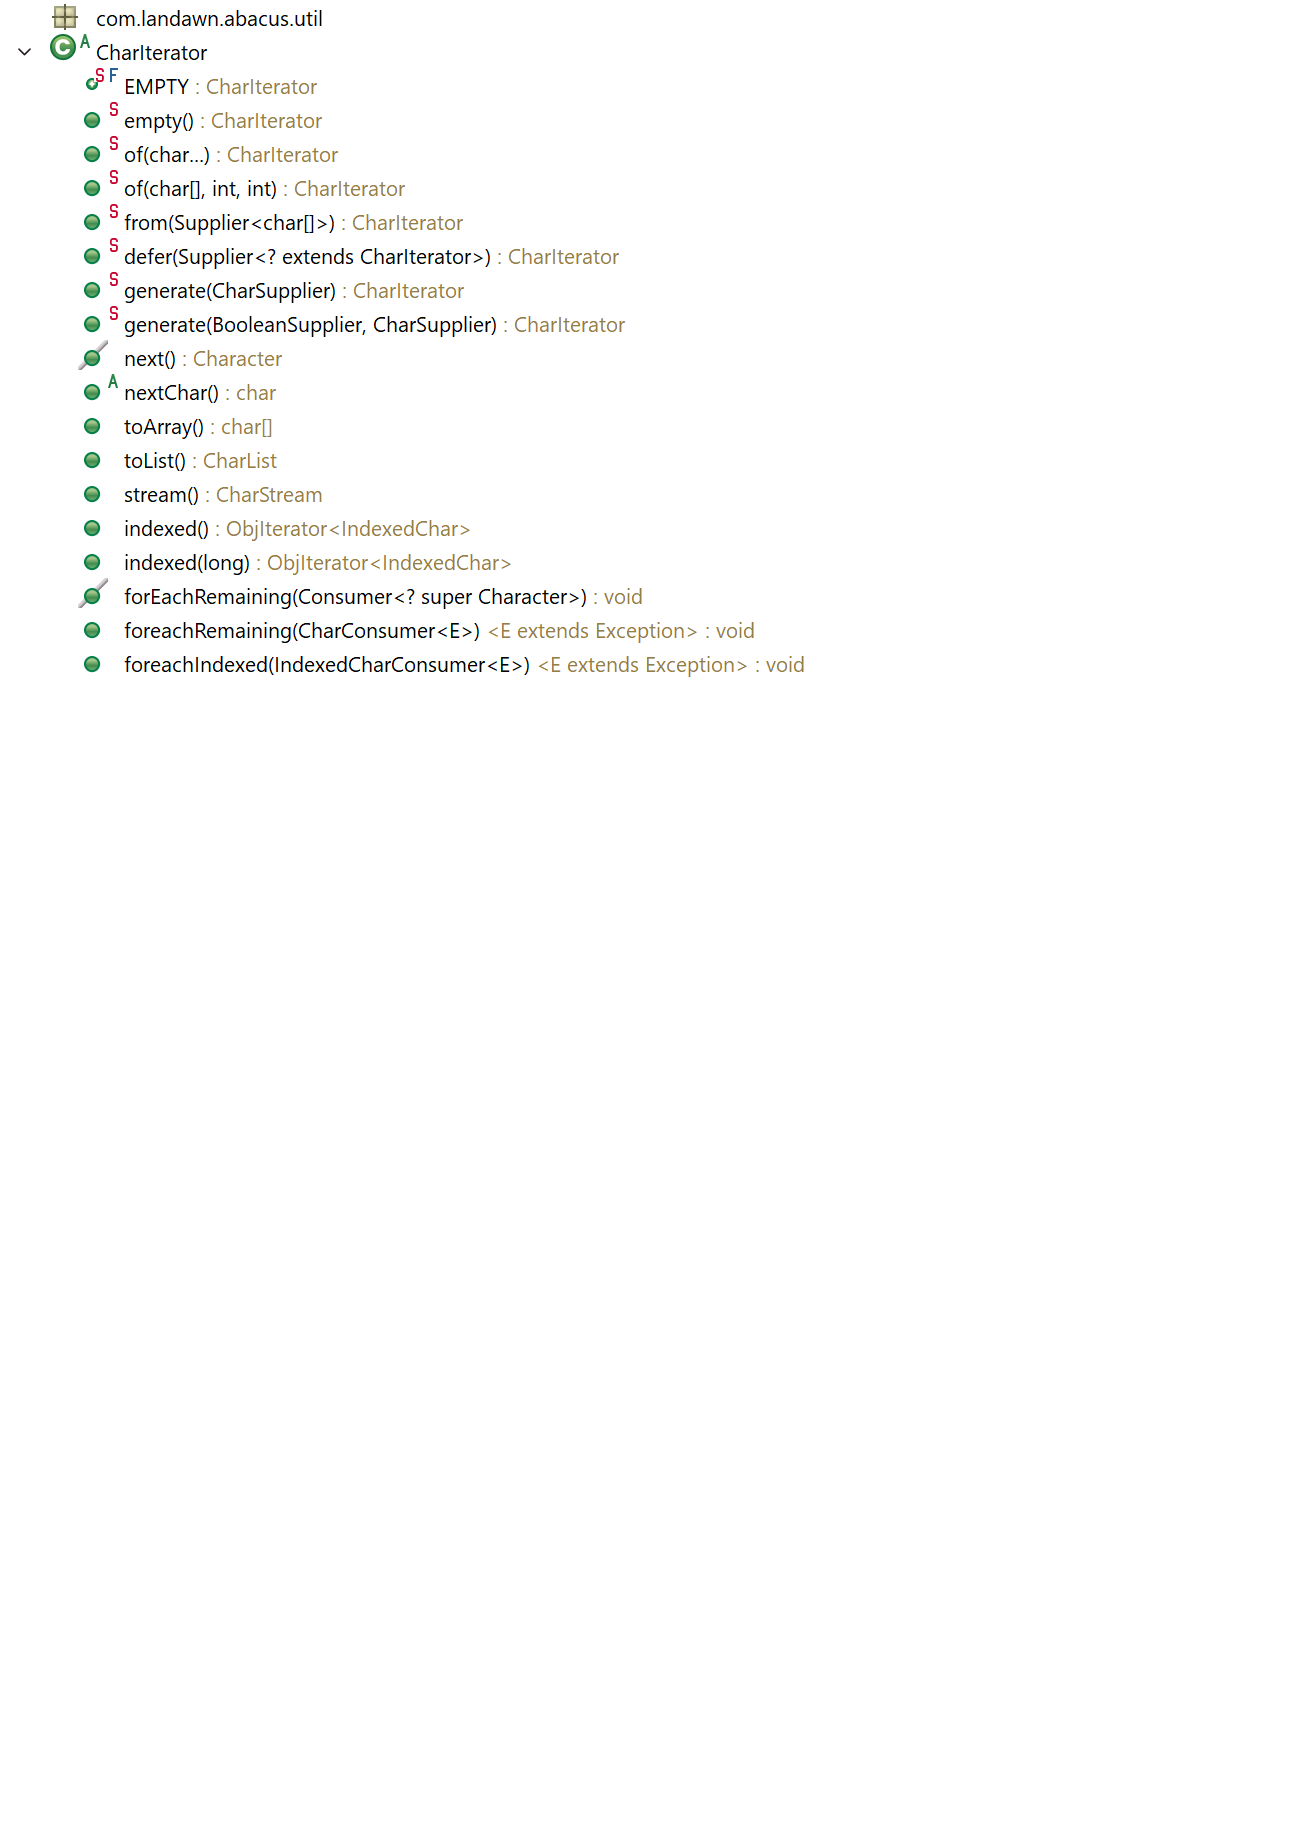 com.landawn.abacus.util
C A CharIterator
S F EMPTY : CharIterator
S empty() : CharIterator
S of(char...) : CharIterator
S of(char[], int, int) : CharIterator
S from(Supplier<char[]>) : CharIterator
S defer(Supplier<? extends CharIterator>) : CharIterator
S generate(CharSupplier) : CharIterator
S generate(BooleanSupplier, CharSupplier) : CharIterator
next() : Character
A nextChar() : char
toArray() : char[]
toList() : CharList
stream() : CharStream
indexed() : ObjIterator<IndexedChar>
indexed(long) : ObjIterator<IndexedChar>
forEachRemaining(Consumer<? super Character>) : void
foreachRemaining(CharConsumer<E>) <E extends Exception> : void
foreachIndexed(IndexedCharConsumer<E>) <E extends Exception> : void